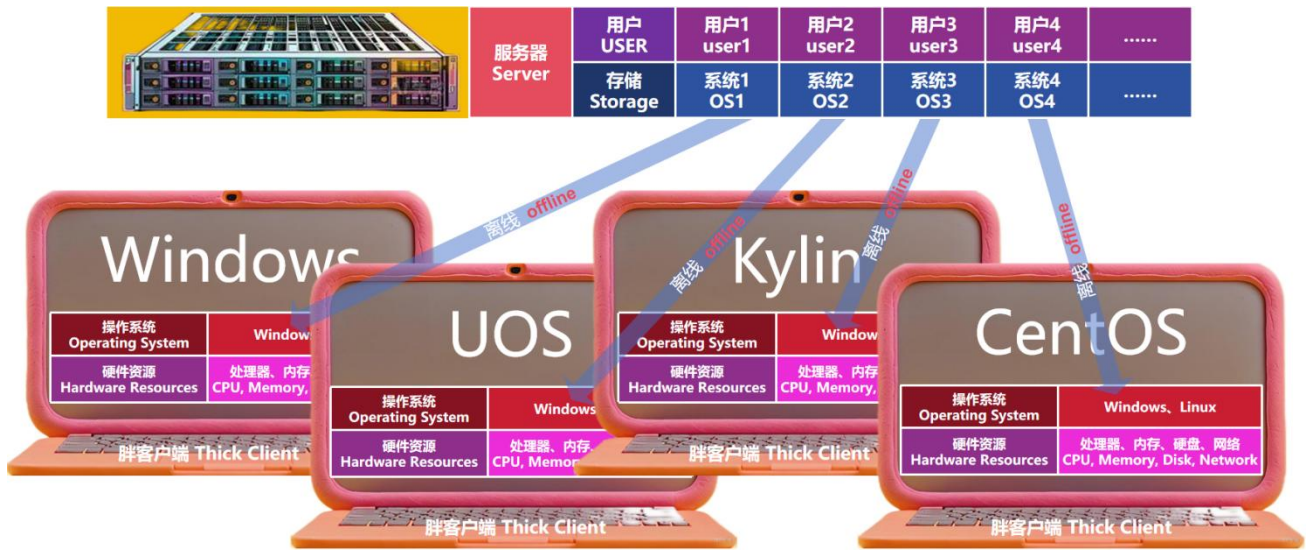 服务器
Server
用户
USER
用户1
user1
用户2
user2
用户3
user3
用户4
user4
......
存储
Storage
系统1
OS1
系统2
OS2
系统3
OS3
系统4
OS4
......
离线 offline
离线 offline
离线 offline
离线 offline
Windows
操作系统
Operating System
Windows
硬件资源
Hardware Resources
处理器、内存
CPU, Memory,
胖客户端 Thick Client
UOS
操作系统
Operating System
Windows
硬件资源
Hardware Resources
处理器、内存、
CPU, Memory
胖客户端 Thick Client
Kylin
操作系统
Operating System
Window
硬件资源
Hardware Resources
处理器、内存
CPU, Memory,
胖客户端 Thick Client
CentOS
操作系统
Operating System
Windows、Linux
硬件资源
Hardware Resources
处理器、内存、硬盘、网络
CPU, Memory, Disk, Network
胖客户端 Thick Client